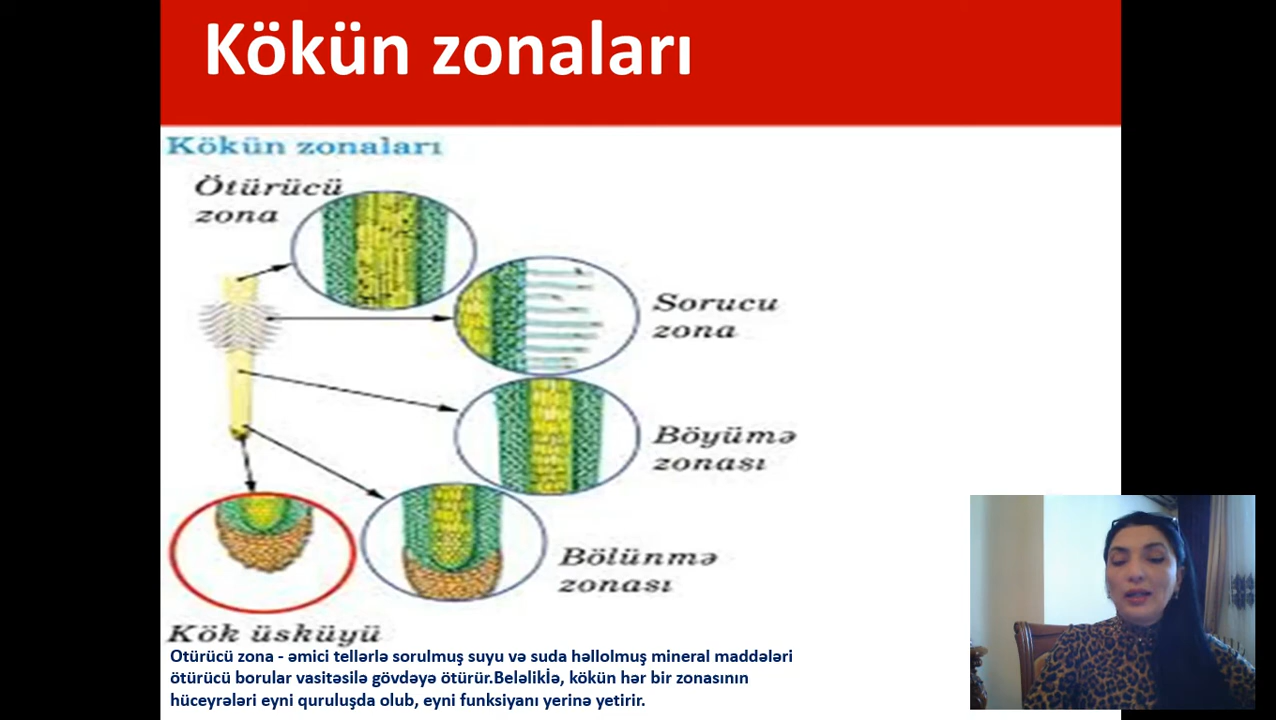 Kökün zonaları
Kökün zonaları
Ötürücü
zona
Sorucu
zona
Böyümə
zonası
Bölünmə
zonası
Kök üsküyü
Otürücü zona - əmici tellərlə sorulmuş suyu və suda həllolmuş mineral maddələri
ötürücü borular vasitəsilə gövdəyə ötürür.Beləliklə, kökün hər bir zonasının
hüceyrələri eyni quruluşda olub, eyni funksiyanı yerinə yetirir.